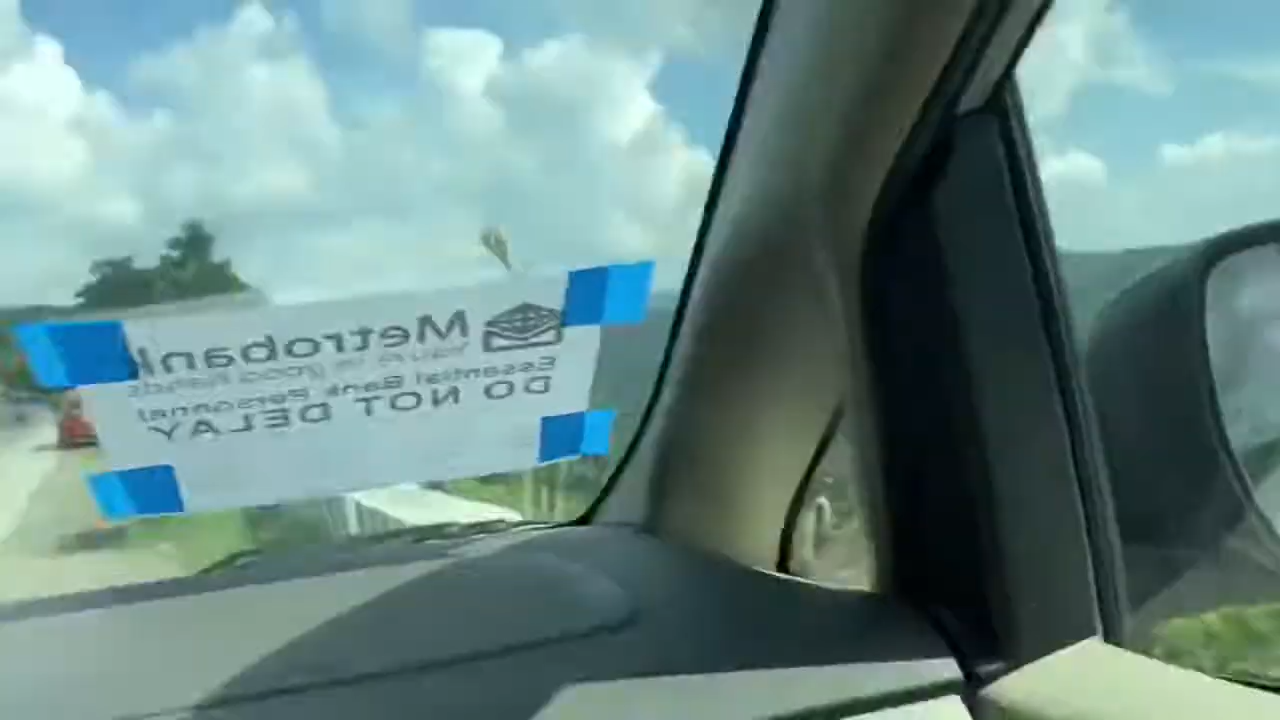 Metrobank
You're in good hands
Essential Bank Personnel
DO NOT DELAY